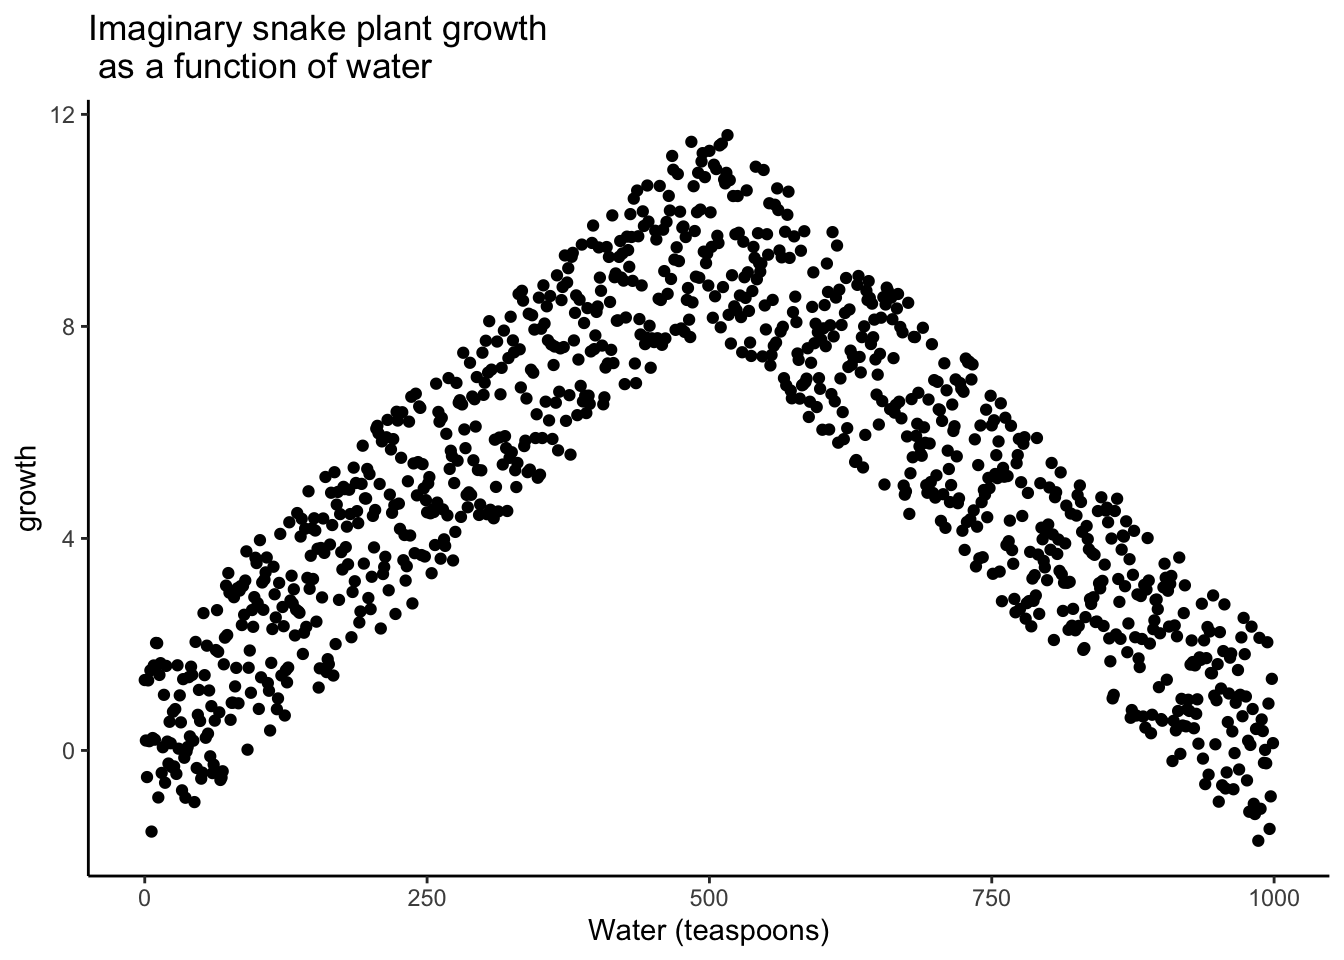 Imaginary snake plant growth
as a function of water
12
8
4
0
growth
0
250
500
750
1000
Water (teaspoons)